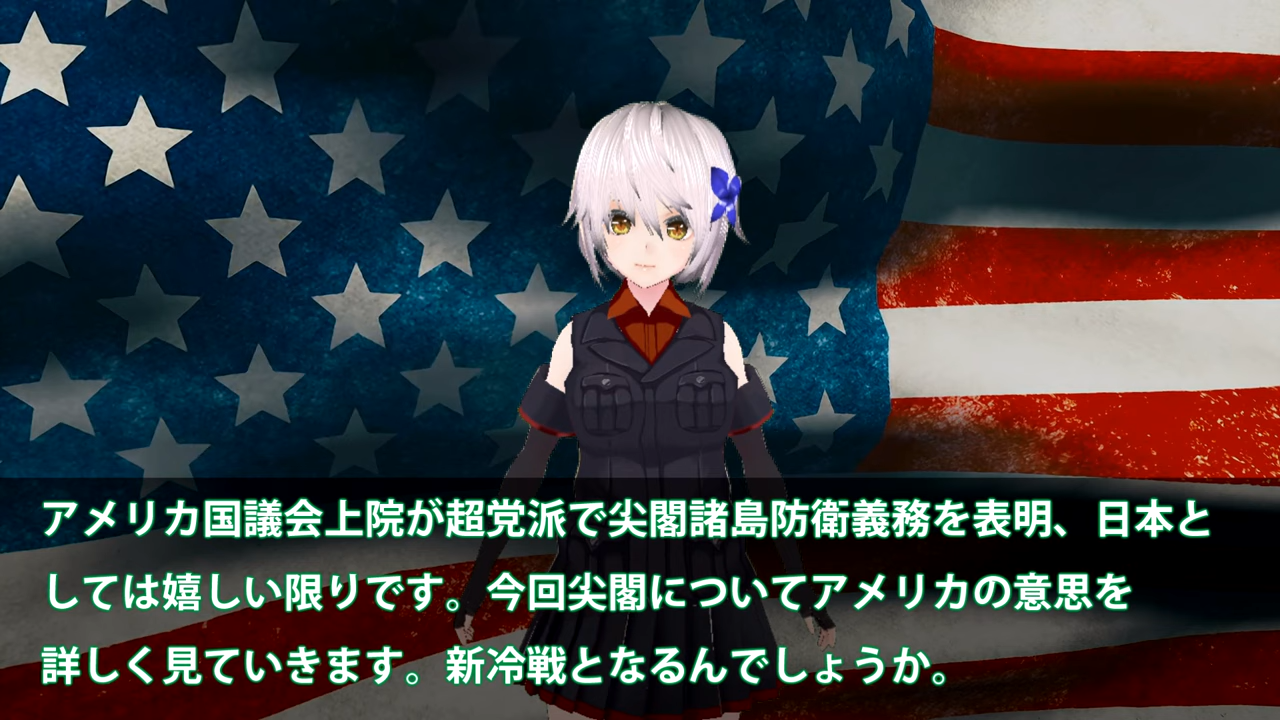 アメリカ国議会上院が超党派で尖閣諸島防衛義務を表明、日本と
しては嬉しい限りです。今回尖閣についてアメリカの意思を
詳しく見ていきます。新冷戦となるんでしょうか。